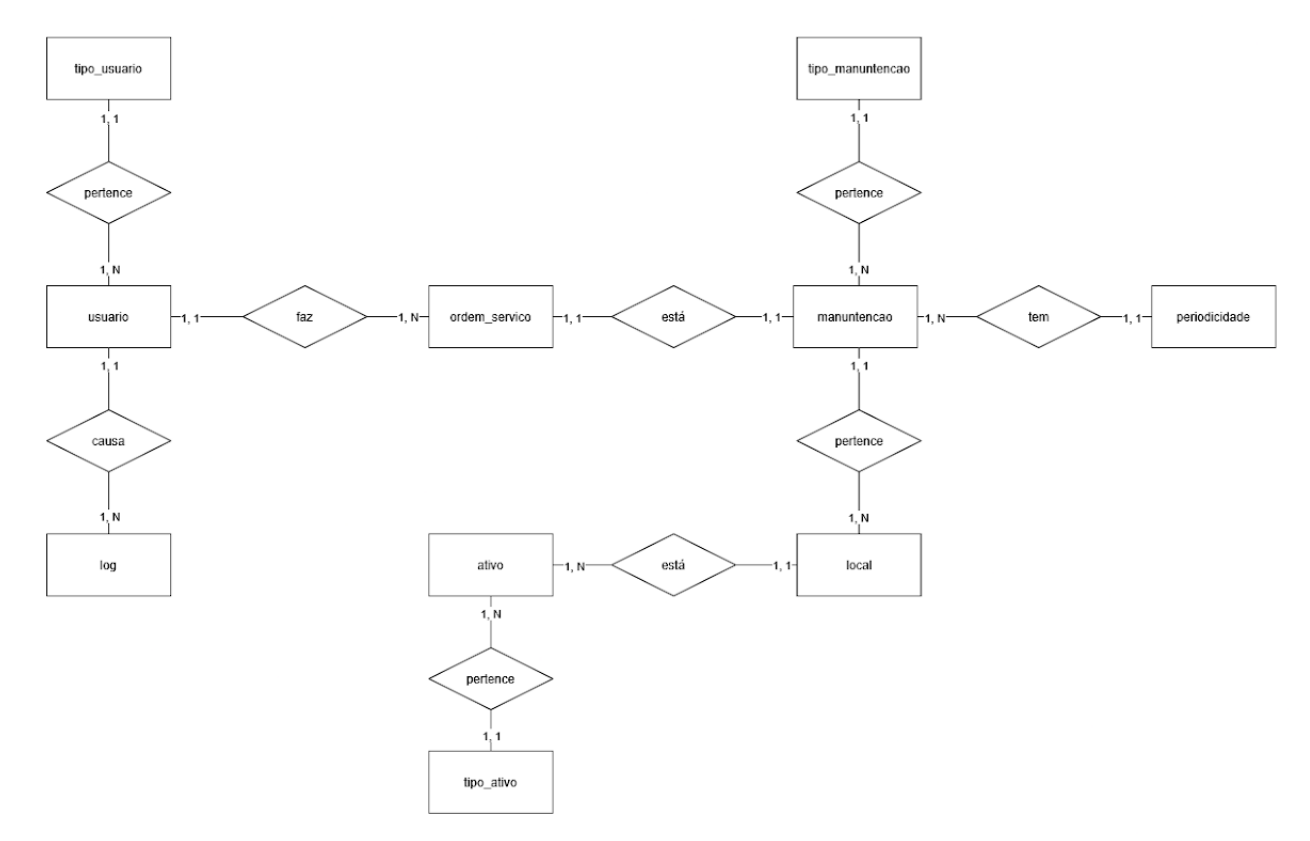 tipo_usuario
tipo_manuntencao
1, 1
1, 1
pertence
pertence
1, N
1, N
usuario
1, 1
faz
1, N
ordem_servico
1, 1
está
1, 1
manuntencao
1, N
tem
1, 1
periodicidade
1, 1
1, 1
causa
pertence
1, N
1, N
log
ativo
1, N
está
1, 1
local
1, N
pertence
1, 1
tipo_ativo